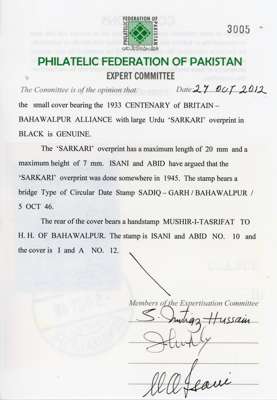 PHILATELIC
FEDERATION OF
PAKISTAN
3005
PHILATELIC FEDERATION OF PAKISTAN
EXPERT COMMITTEE
The Committee is of the opinion that:
Date: 27 OCT 2012
the small cover bearing the 1933 CENTENARY of BRITAIN –
BAHAWALPUR ALLIANCE with large Urdu 'SARKARI' overprint in
BLACK is GENUINE.
The 'SARKARI' overprint has a maximum length of 20 mm and a
maximum height of 7 mm. ISANI and ABID have argued that the
'SARKARI' overprint was done somewhere in 1945. The stamp bears a
bridge Type of Circular Date Stamp SADIQ – GARH / BAHAWALPUR /
5 OCT 46.
The rear of the cover bears a handstamp MUSHIR-I-TASRIFAT TO
H. H. OF BAHAWALPUR. The stamp is ISANI and ABID NO. 10 and
the cover is I and A NO. 12.
Members of the Expertisation Committee
S. Imtiaz Hussain
M A Isani